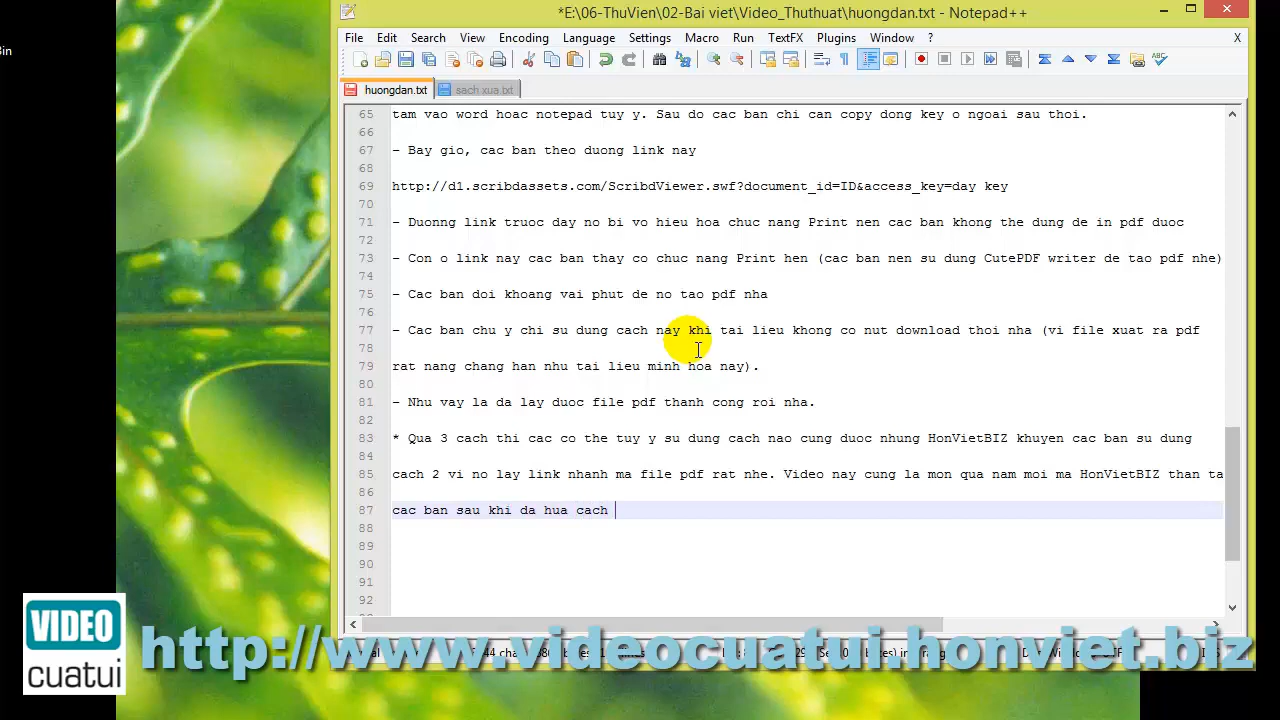 in
*E:\06-ThuVien\02-Bai viet\Video_Thuthuat\huongdan.txt - Notepad++
File Edit Search View Encoding Language Settings Macro Run TextFX Plugins Window ? X
huongdan.txt sach xua.txt
65 tam vao word hoac notepad tuy y. Sau do cac ban chi can copy dong key o ngoai sau thoi.
66
67 - Bay gio, cac ban theo duong link nay
68
69 http://d1.scribdassets.com/ScribdViewer.swf?document_id=ID&access_key=day key
70
71 - Duonng link truoc day no bi vo hieu hoa chuc nang Print nen cac ban khong the dung de in pdf duoc
72
73 - Con o link nay cac ban thay co chuc nang Print hen (cac ban nen su dung CutePDF writer de tao pdf nhe)
74
75 - Cac ban doi khoang vai phut de no tao pdf nha
76
77 - Cac ban chu y chi su dung cach nay khi tai lieu khong co nut download thoi nha (vi file xuat ra pdf
78
79 rat nang chang han nhu tai lieu minh hoa nay).
80
81 - Nhu vay la da lay duoc file pdf thanh cong roi nha.
82
83 * Qua 3 cach thi cac co the tuy y su dung cach nao cung duoc nhung HonVietBIZ khuyen cac ban su dung
84
85 cach 2 vi no lay link nhanh ma file pdf rat nhe. Video nay cung la mon qua nam moi ma HonVietBIZ than ta
86
87 cac ban sau khi da hua cach
88
89
90
91
92
VIDEO
cuatui
http://www.videocuatui.honviet.biz